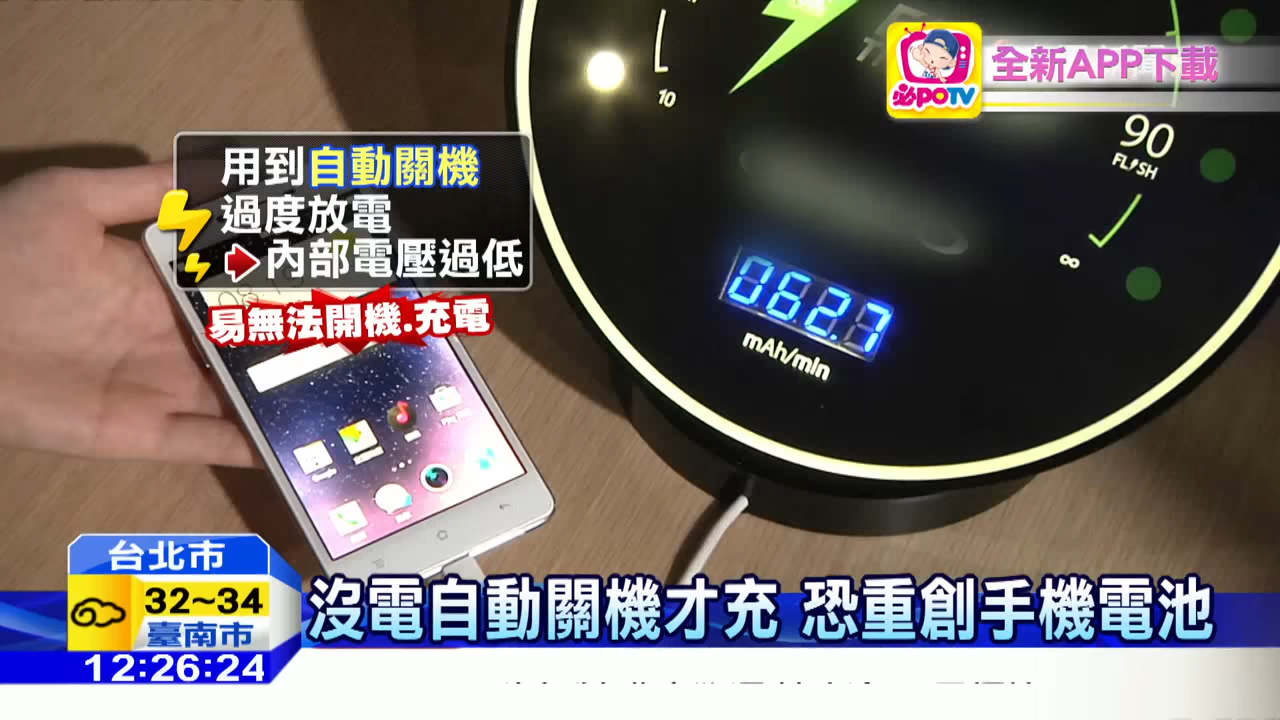 必POTV
全新APP下載
10
90
FL/SH
∞
用到自動關機
過度放電
內部電壓過低
易無法開機.充電
062.7
mAh/min
台北市
32~34
臺南市
12:26:24
沒電自動關機才充 恐重創手機電池